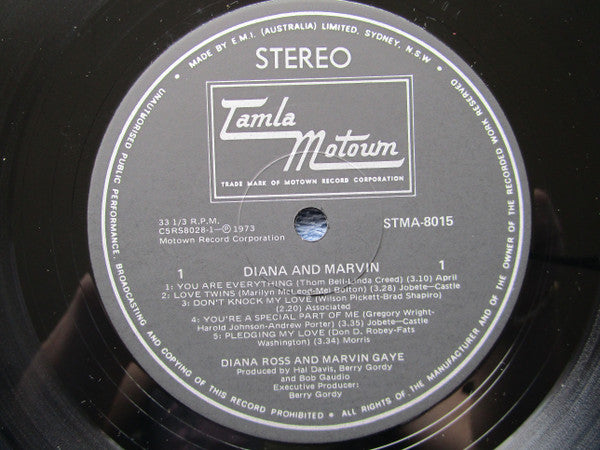 MADE BY E.M.I. (AUSTRALIA) LIMITED. SYDNEY, N.S.W. •
STEREO
Tamla
Motown
TRADE MARK OF MOTOWN RECORD CORPORATION
33 1/3 R.P.M.
C5RS8028-1—Ⓟ1973
Motown Record Corporation
STMA-8015
1 DIANA AND MARVIN 1
1: YOU ARE EVERYTHING (Thom Bell-Linda Creed) (3.10) April
2: LOVE TWINS (Marilyn McLeod-Mel Bolton) (3.28) Jobete—Castle
3: DON'T KNOCK MY LOVE (Wilson Pickett-Brad Shapiro)
(2.20) Associated
4: YOU'RE A SPECIAL PART OF ME (Gregory Wright-
Harold Johnson-Andrew Porter) (3.35) Jobete—Castle
5: PLEDGING MY LOVE (Don D. Robey-Fats
Washington) (3.34) Morris
DIANA ROSS AND MARVIN GAYE
Produced by Hal Davis, Berry Gordy
and Bob Gaudio
Executive Producer:
Berry Gordy
UNAUTHORISED PUBLIC PERFORMANCE, BROADCASTING AND COPYING OF THIS RECORD PROHIBITED • ALL RIGHTS OF THE MANUFACTURER AND OF THE OWNER OF THE RECORDED WORK RESERVED